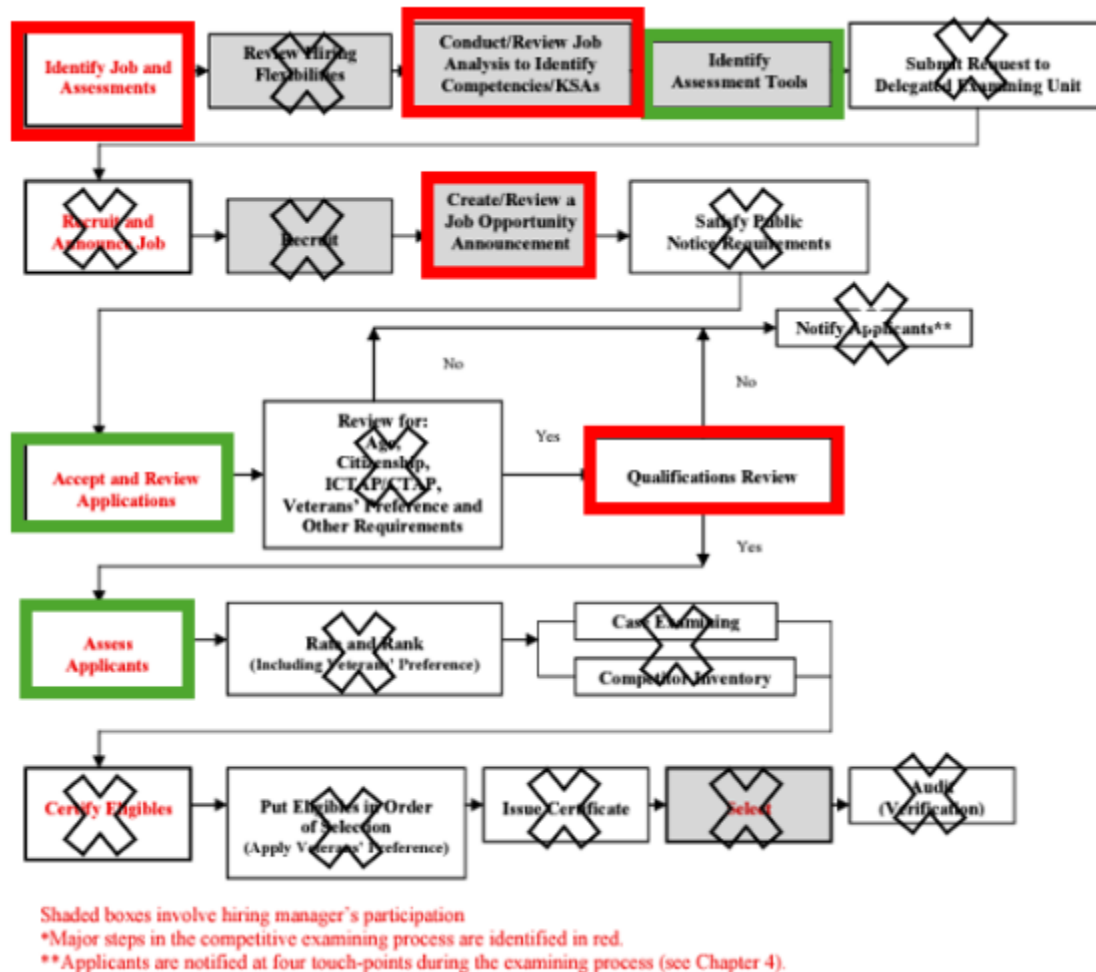 Identify Job and
Assessments
Review Hiring
Flexibilities
Conduct/Review Job
Analysis to Identify
Competencies/KSAs
Identify
Assessment Tools
Submit Request to
Delegated Examining Unit
Recruit and
Announce Job
Recruit
Create/Review a
Job Opportunity
Announcement
Satisfy Public
Notice Requirements
Notify Applicants**
No
No
Review for:
Age,
Citizenship,
ICTAP/CTAP,
Veterans' Preference and
Other Requirements
Yes
Accept and Review
Applications
Qualifications Review
Yes
Assess
Applicants
Rate and Rank
(Including Veterans' Preference)
Case Examining
Competitor Inventory
Certify Eligibles
Put Eligibles in Order
of Selection
(Apply Veterans' Preference)
Issue Certificate
Select
Audit
(Verification)
Shaded boxes involve hiring manager's participation
*Major steps in the competitive examining process are identified in red.
**Applicants are notified at four touch-points during the examining process (see Chapter 4).